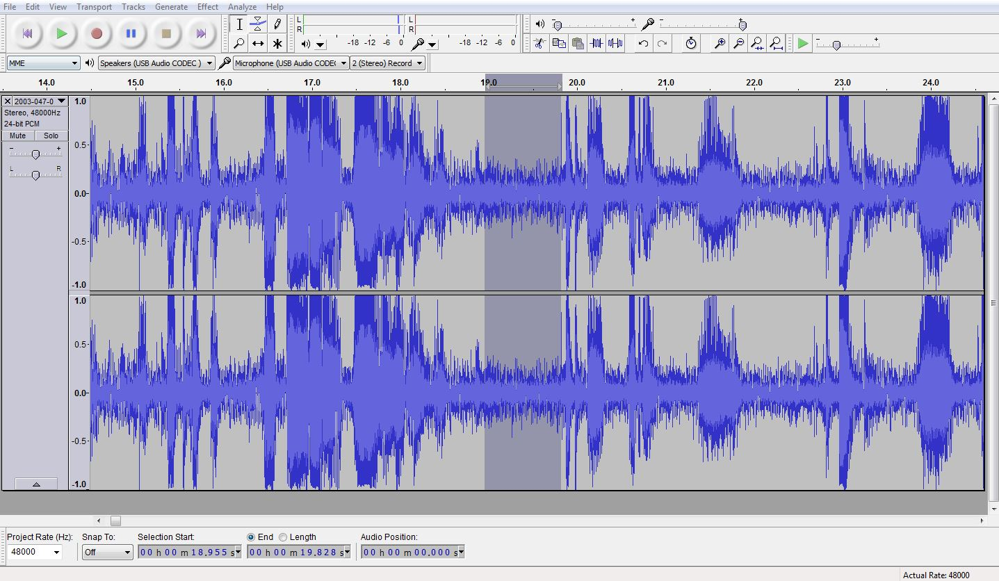 File Edit View Transport Tracks Generate Effect Analyze Help
L L
R R
-18 -12 -6 0 -18 -12 -6 0
MME Speakers (USB Audio CODEC ) Microphone (USB Audio CODEC 2 (Stereo) Record
14.0 15.0 16.0 17.0 18.0 19.0 20.0 21.0 22.0 23.0 24.0
2003-047-0
Stereo, 48000Hz
24-bit PCM
Mute Solo
- +
L R
1.0
0.5
0.0
-0.5
-1.0
1.0
0.5
0.0
-0.5
-1.0
Project Rate (Hz): Snap To: Selection Start: End Length Audio Position:
48000 Off 00 h 00 m 18.955 s 00 h 00 m 19.828 s 00 h 00 m 00.000 s
Actual Rate: 48000